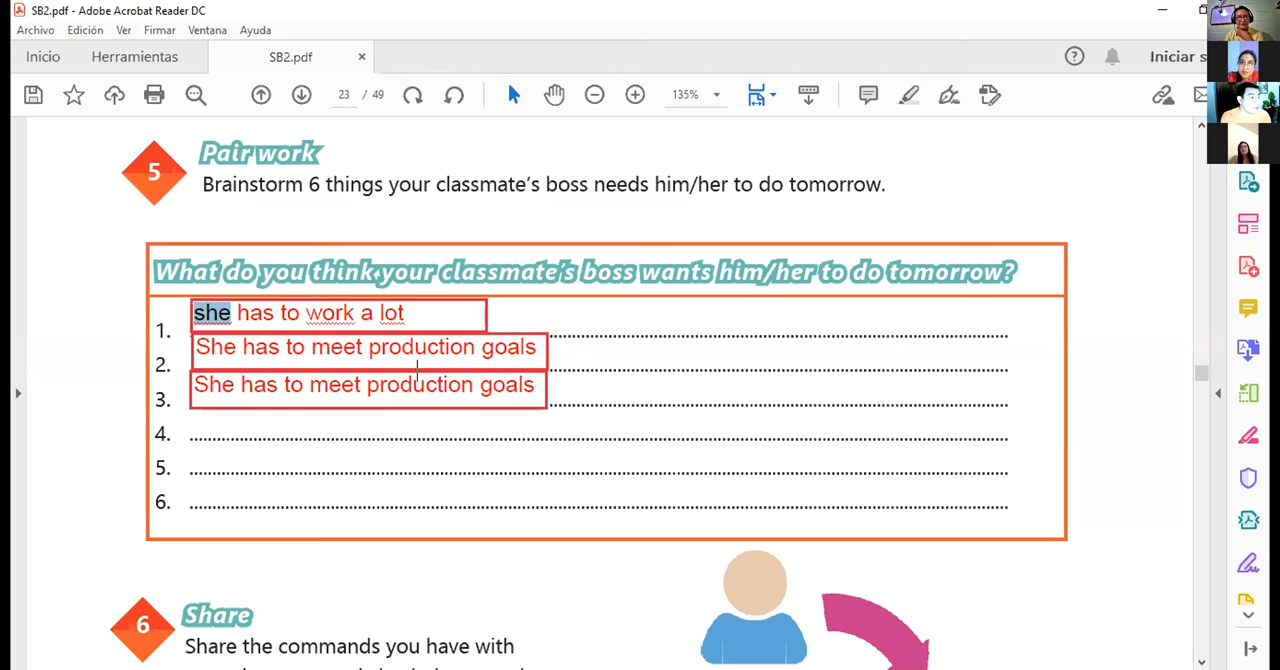 SB2.pdf - Adobe Acrobat Reader DC
Archivo Edición Ver Firmar Ventana Ayuda
Inicio Herramientas SB2.pdf × Iniciar s
23 / 49 135%
5 Pair work
Brainstorm 6 things your classmate's boss needs him/her to do tomorrow.
What do you think your classmate's boss wants him/her to do tomorrow?
1. she has to work a lot
2. She has to meet production goals
3. She has to meet production goals
4.
5.
6.
6 Share
Share the commands you have with